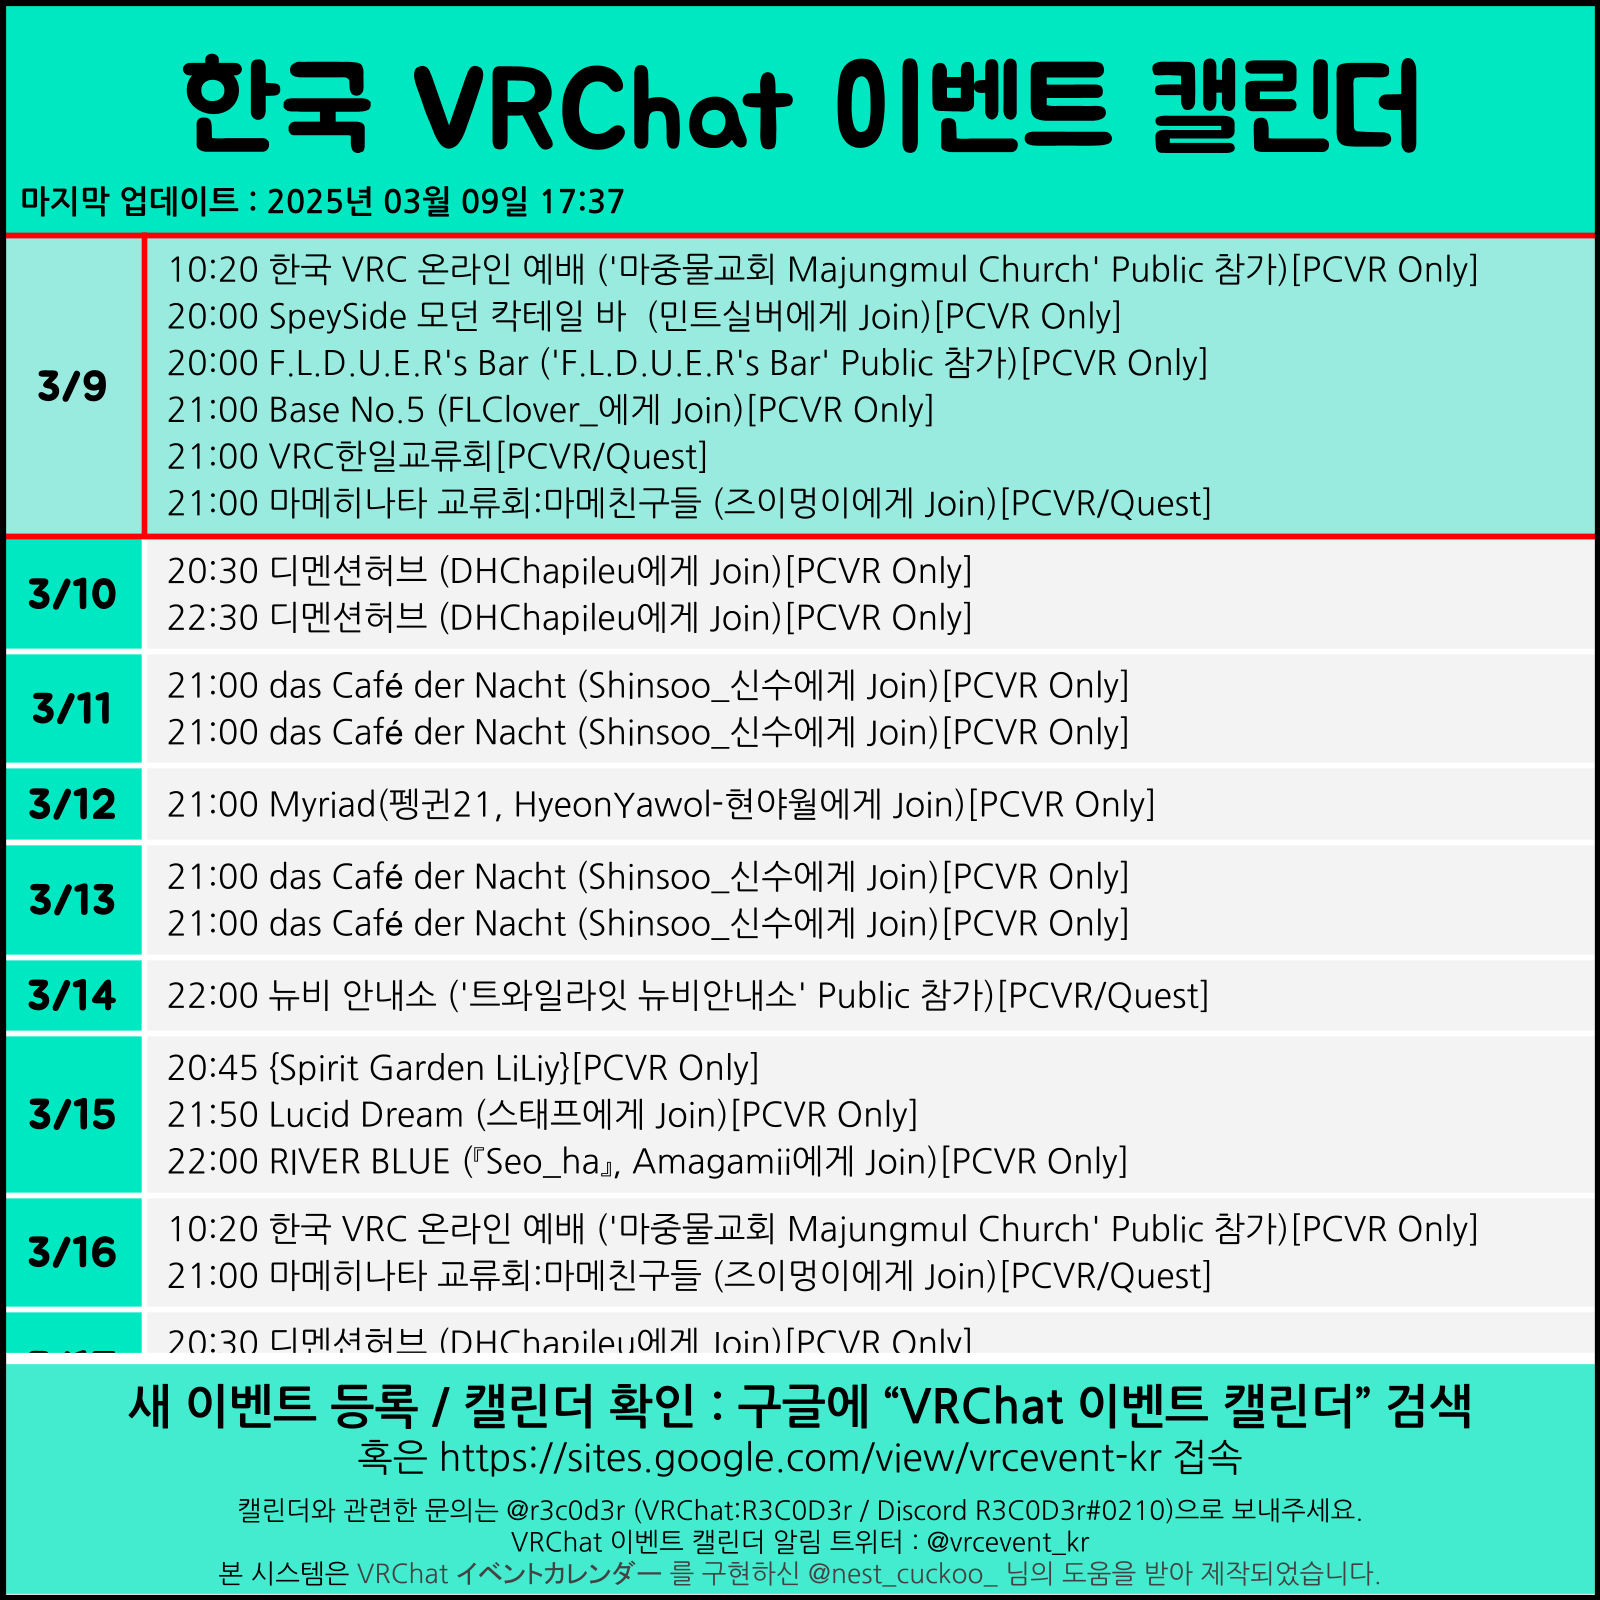 한국 VRChat 이벤트 캘린더
마지막 업데이트 : 2025년 03월 09일 17:37
3/9
10:20 한국 VRC 온라인 예배 ('마중물교회 Majungmul Church' Public 참가)[PCVR Only]
20:00 SpeySide 모던 칵테일 바  (민트실버에게 Join)[PCVR Only]
20:00 F.L.D.U.E.R's Bar ('F.L.D.U.E.R's Bar' Public 참가)[PCVR Only]
21:00 Base No.5 (FLClover_에게 Join)[PCVR Only]
21:00 VRC한일교류회[PCVR/Quest]
21:00 마메히나타 교류회:마메친구들 (즈이멍이에게 Join)[PCVR/Quest]
3/10
20:30 디멘션허브 (DHChapileu에게 Join)[PCVR Only]
22:30 디멘션허브 (DHChapileu에게 Join)[PCVR Only]
3/11
21:00 das Café der Nacht (Shinsoo_신수에게 Join)[PCVR Only]
21:00 das Café der Nacht (Shinsoo_신수에게 Join)[PCVR Only]
3/12
21:00 Myriad(펭귄21, HyeonYawol-현야월에게 Join)[PCVR Only]
3/13
21:00 das Café der Nacht (Shinsoo_신수에게 Join)[PCVR Only]
21:00 das Café der Nacht (Shinsoo_신수에게 Join)[PCVR Only]
3/14
22:00 뉴비 안내소 ('트와일라잇 뉴비안내소' Public 참가)[PCVR/Quest]
3/15
20:45 {Spirit Garden LiLiy}[PCVR Only]
21:50 Lucid Dream (스태프에게 Join)[PCVR Only]
22:00 RIVER BLUE (『Seo_ha』, Amagamii에게 Join)[PCVR Only]
3/16
10:20 한국 VRC 온라인 예배 ('마중물교회 Majungmul Church' Public 참가)[PCVR Only]
21:00 마메히나타 교류회:마메친구들 (즈이멍이에게 Join)[PCVR/Quest]
20:30 디멘션허브 (DHChapileu에게 Join)[PCVR Only]
새 이벤트 등록 / 캘린더 확인 : 구글에 “VRChat 이벤트 캘린더” 검색
혹은 https://sites.google.com/view/vrcevent-kr 접속
캘린더와 관련한 문의는 @r3c0d3r (VRChat:R3C0D3r / Discord R3C0D3r#0210)으로 보내주세요.
VRChat 이벤트 캘린더 알림 트위터 : @vrcevent_kr
본 시스템은 VRChat イベントカレンダー 를 구현하신 @nest_cuckoo_ 님의 도움을 받아 제작되었습니다.